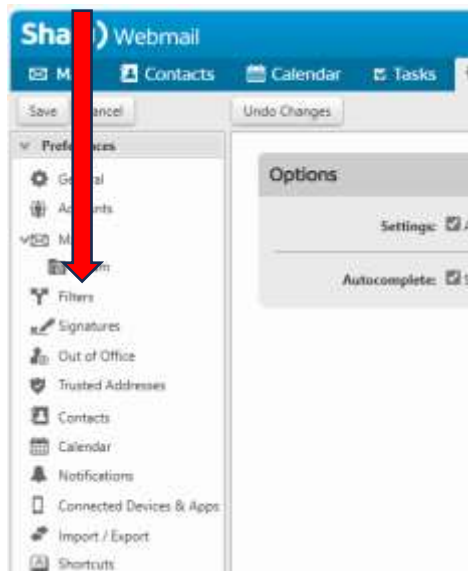 Webmail
Contacts Calendar Tasks
Save Undo Changes
Options
Settings:
Autocomplete:
Filters
Signatures
Out of Office
Trusted Addresses
Contacts
Calendar
Notifications
Connected Devices & Apps
Import / Export
Shortcuts